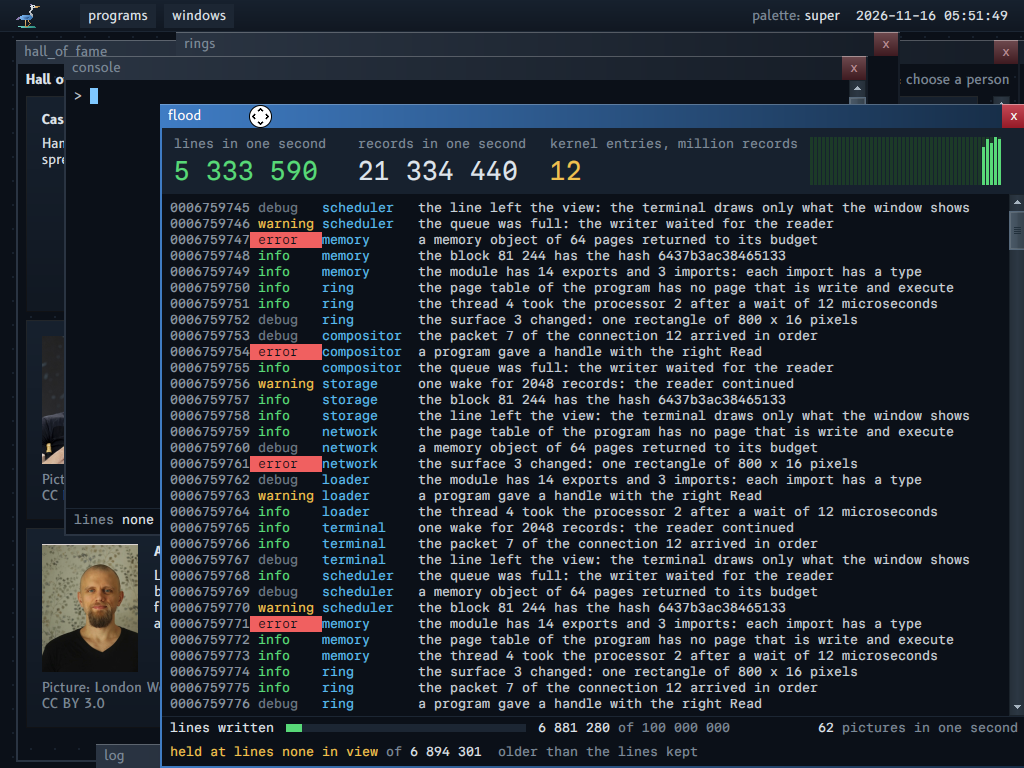 programs windows palette: super 2026-11-16 05:51:49
rings x
hall_of_fame x
console x
Hall choose a person
>
flood x
lines in one second records in one second kernel entries, million records
5 333 590 21 334 440 12
Cas
Han
spre
0006759745 debug scheduler the line left the view: the terminal draws only what the window shows
0006759746 warning scheduler the queue was full: the writer waited for the reader
0006759747 error memory a memory object of 64 pages returned to its budget
0006759748 info memory the block 81 244 has the hash 6437b3ac38465133
0006759749 info memory the module has 14 exports and 3 imports: each import has a type
0006759750 info ring the page table of the program has no page that is write and execute
0006759751 info ring the thread 4 took the processor 2 after a wait of 12 microseconds
0006759752 debug ring the surface 3 changed: one rectangle of 800 x 16 pixels
0006759753 debug compositor the packet 7 of the connection 12 arrived in order
0006759754 error compositor a program gave a handle with the right Read
0006759755 info compositor the queue was full: the writer waited for the reader
0006759756 warning storage one wake for 2048 records: the reader continued
0006759757 info storage the block 81 244 has the hash 6437b3ac38465133
0006759758 info storage the line left the view: the terminal draws only what the window shows
0006759759 info network the page table of the program has no page that is write and execute
0006759760 debug network a memory object of 64 pages returned to its budget
0006759761 error network the surface 3 changed: one rectangle of 800 x 16 pixels
0006759762 debug loader the module has 14 exports and 3 imports: each import has a type
0006759763 warning loader a program gave a handle with the right Read
0006759764 info loader the thread 4 took the processor 2 after a wait of 12 microseconds
0006759765 info terminal one wake for 2048 records: the reader continued
0006759766 info terminal the packet 7 of the connection 12 arrived in order
0006759767 debug terminal the line left the view: the terminal draws only what the window shows
0006759768 info scheduler the queue was full: the writer waited for the reader
0006759769 debug scheduler a memory object of 64 pages returned to its budget
0006759770 warning scheduler the block 81 244 has the hash 6437b3ac38465133
0006759771 error memory the module has 14 exports and 3 imports: each import has a type
0006759772 info memory the page table of the program has no page that is write and execute
0006759773 info memory the thread 4 took the processor 2 after a wait of 12 microseconds
0006759774 info ring the surface 3 changed: one rectangle of 800 x 16 pixels
0006759775 info ring the packet 7 of the connection 12 arrived in order
0006759776 debug ring a program gave a handle with the right Read
lines written 6 881 280 of 100 000 000 62 pictures in one second
held at lines none in view of 6 894 301 older than the lines kept
Pict
CC
lines none
Picture: London W
CC BY 3.0
log